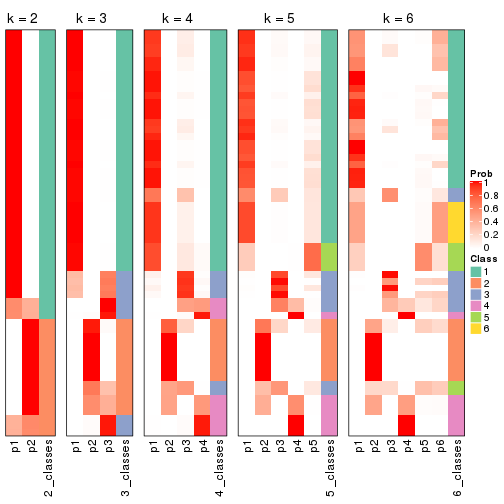 k = 2
k = 3
k = 4
k = 5
k = 6
p1
p2
2_classes
p1
p2
p3
3_classes
p1
p2
p3
p4
4_classes
p1
p2
p3
p4
p5
5_classes
p1
p2
p3
p4
p5
p6
6_classes
Prob
1
0.8
0.6
0.4
0.2
0
Class
1
2
3
4
5
6